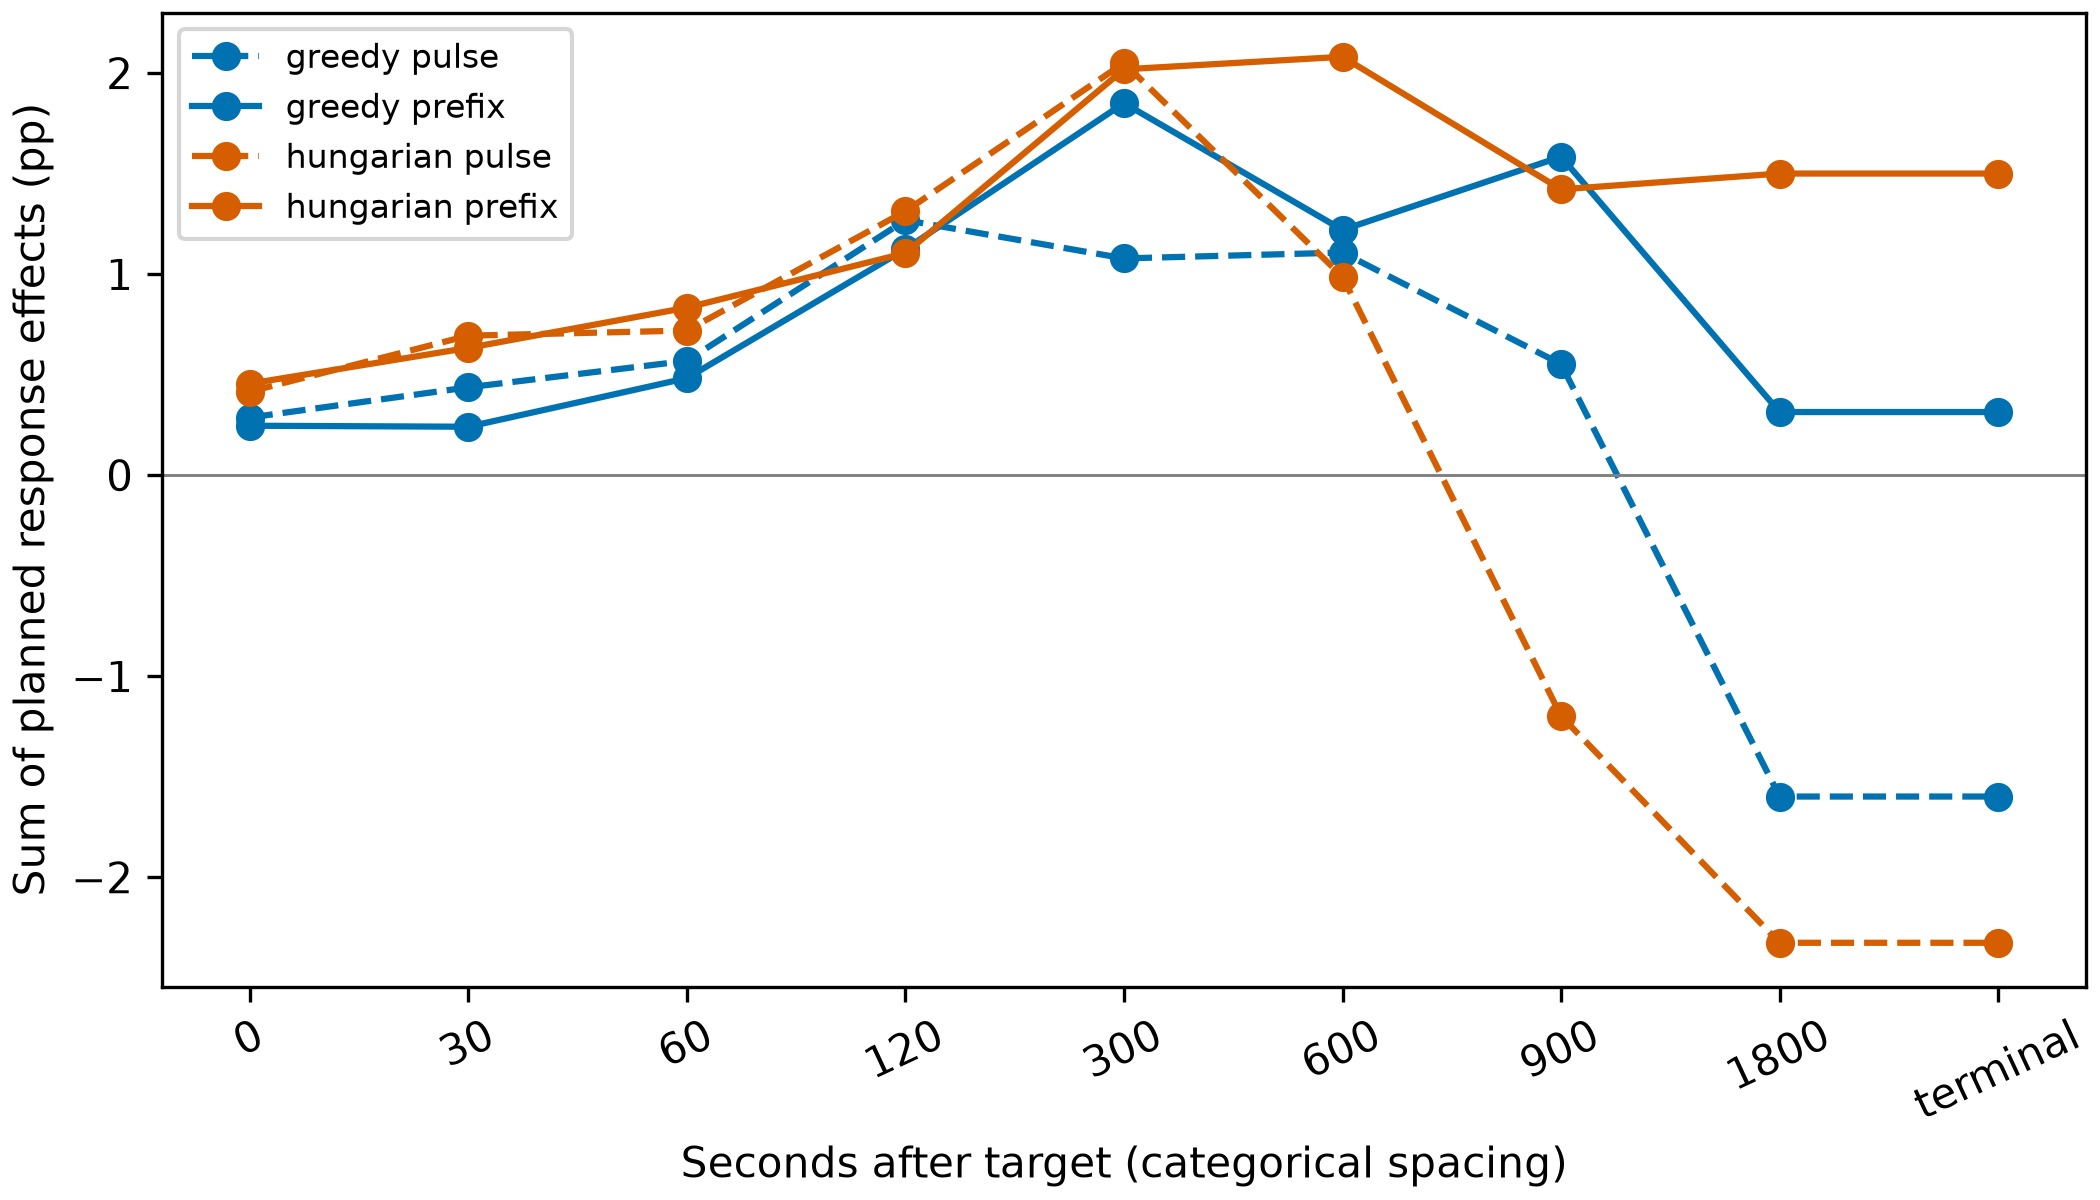 greedy pulse
greedy prefix
hungarian pulse
hungarian prefix
Sum of planned response effects (pp)
2
1
0
−1
−2
0
30
60
120
300
600
900
1800
terminal
Seconds after target (categorical spacing)